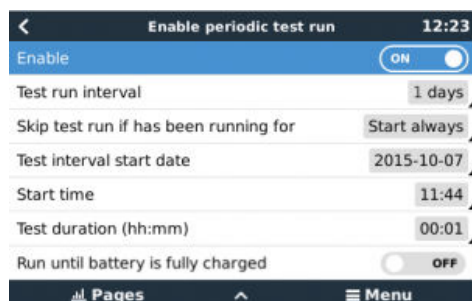 Enable periodic test run 12:23
Enable ON
Test run interval 1 days
Skip test run if has been running for Start always
Test interval start date 2015-10-07
Start time 11:44
Test duration (hh:mm) 00:01
Run until battery is fully charged OFF
Pages Menu